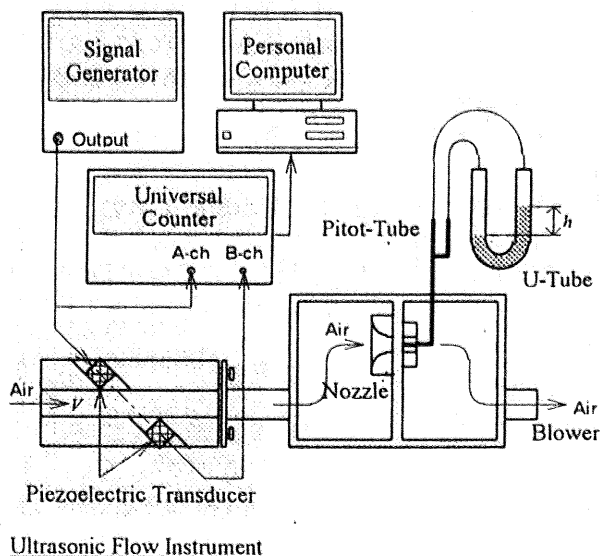 Signal
Generator
Output
Personal
Computer
Universal
Counter
A-ch
B-ch
Pitot-Tube
h
U-Tube
Air
Nozzle
Air
V
Air
Blower
Piezoelectric Transducer
Ultrasonic Flow Instrument